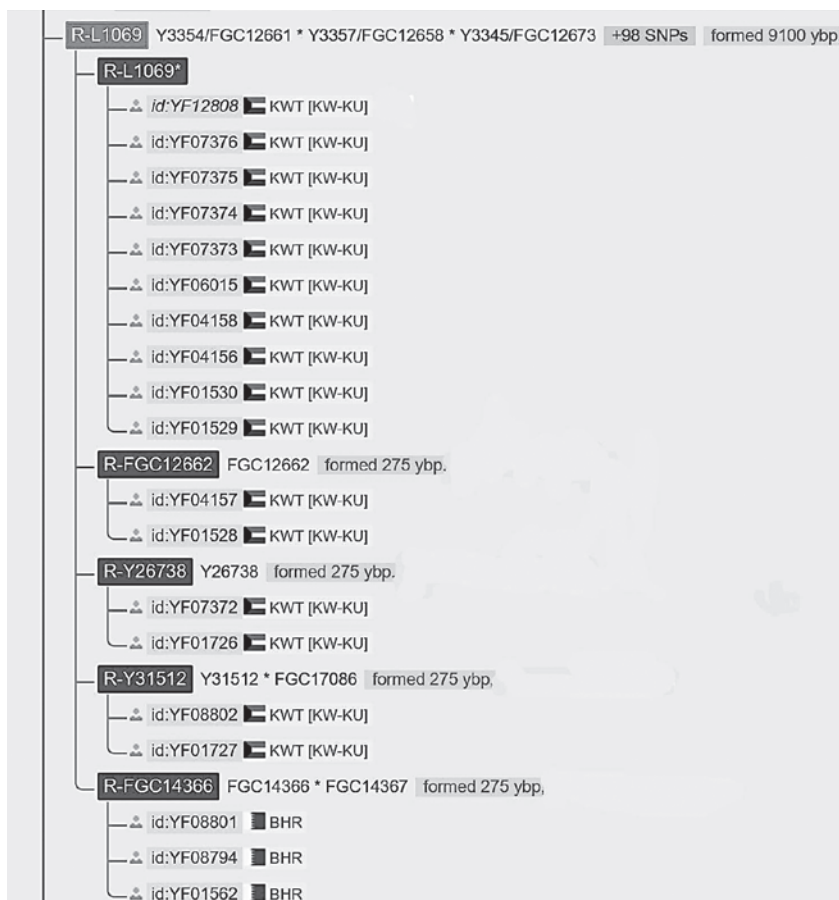 R-L1069 Y3354/FGC12661 * Y3357/FGC12658 * Y3345/FGC12673 +98 SNPs formed 9100 ybp
R-L1069*
id:YF12808 KWT [KW-KU]
id:YF07376 KWT [KW-KU]
id:YF07375 KWT [KW-KU]
id:YF07374 KWT [KW-KU]
id:YF07373 KWT [KW-KU]
id:YF06015 KWT [KW-KU]
id:YF04158 KWT [KW-KU]
id:YF04156 KWT [KW-KU]
id:YF01530 KWT [KW-KU]
id:YF01529 KWT [KW-KU]
R-FGC12662 FGC12662 formed 275 ybp.
id:YF04157 KWT [KW-KU]
id:YF01528 KWT [KW-KU]
R-Y26738 Y26738 formed 275 ybp.
id:YF07372 KWT [KW-KU]
id:YF01726 KWT [KW-KU]
R-Y31512 Y31512 * FGC17086 formed 275 ybp,
id:YF08802 KWT [KW-KU]
id:YF01727 KWT [KW-KU]
R-FGC14366 FGC14366 * FGC14367 formed 275 ybp,
id:YF08801 BHR
id:YF08794 BHR
id:YF01562 BHR